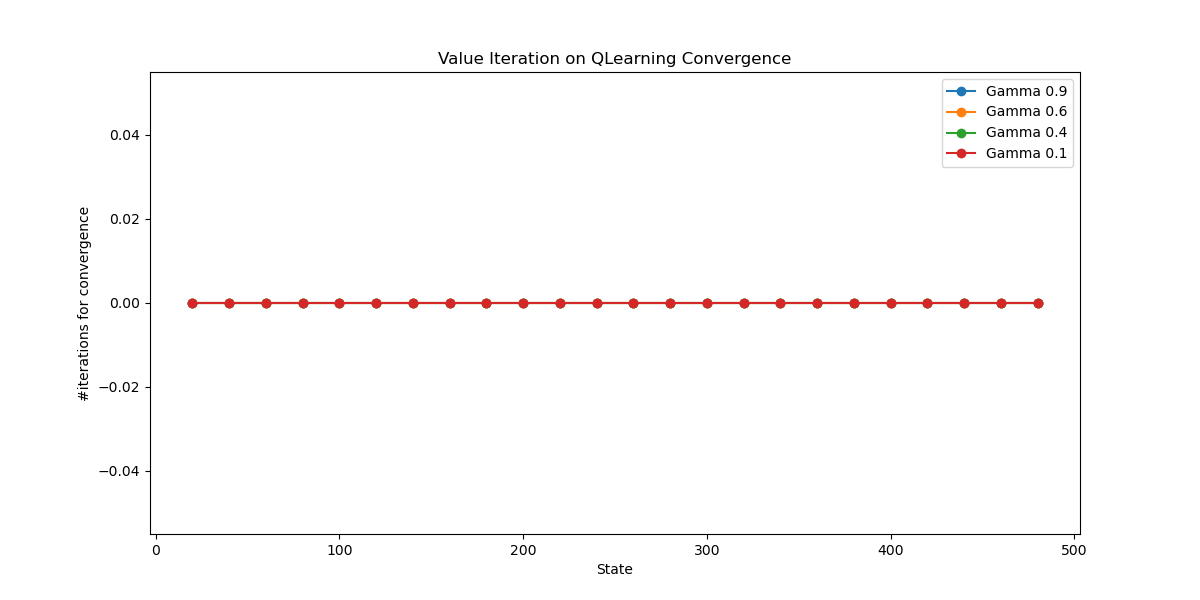 Value Iteration on QLearning Convergence
Gamma 0.9
Gamma 0.6
Gamma 0.4
Gamma 0.1
#iterations for convergence
0.04
0.02
0.00
−0.02
−0.04
0 100 200 300 400 500
State